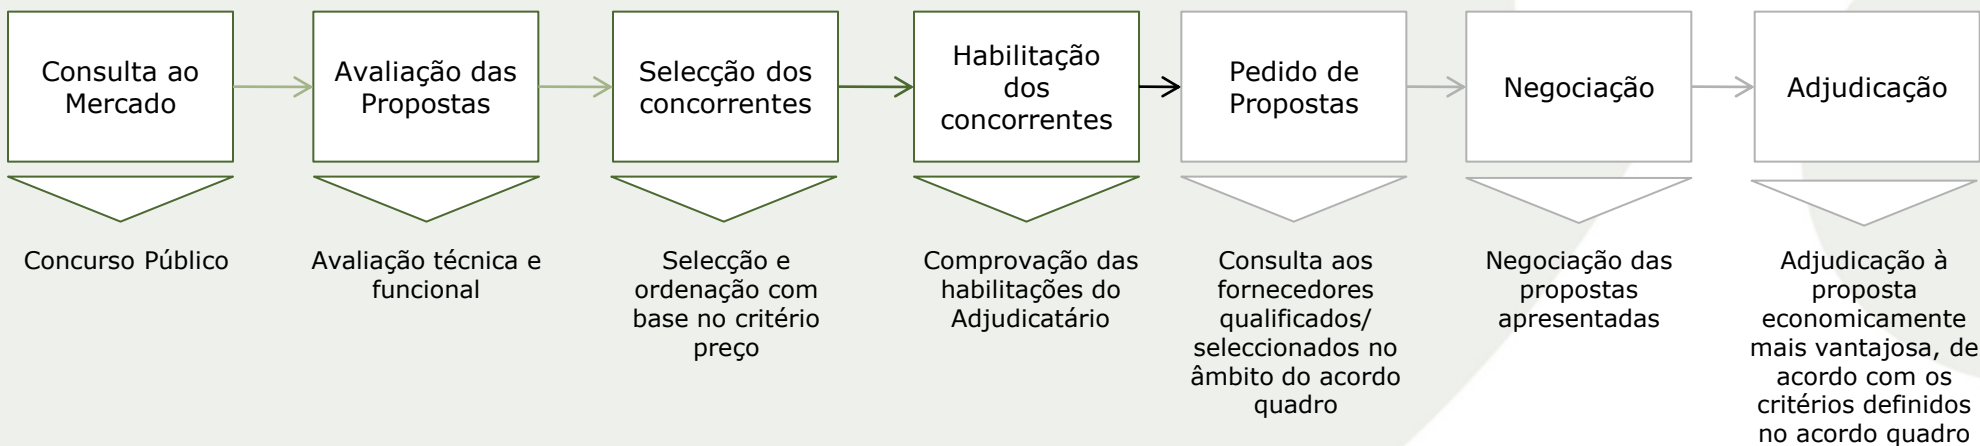 Consulta ao
Mercado
Avaliação das
Propostas
Selecção dos
concorrentes
Habilitação
dos
concorrentes
Pedido de
Propostas
Negociação
Adjudicação
Concurso Público
Avaliação técnica e
funcional
Selecção e
ordenação com
base no critério
preço
Comprovação das
habilitações do
Adjudicatário
Consulta aos
fornecedores
qualificados/
seleccionados no
âmbito do acordo
quadro
Negociação das
propostas
apresentadas
Adjudicação à
proposta
economicamente
mais vantajosa, de
acordo com os
critérios definidos
no acordo quadro